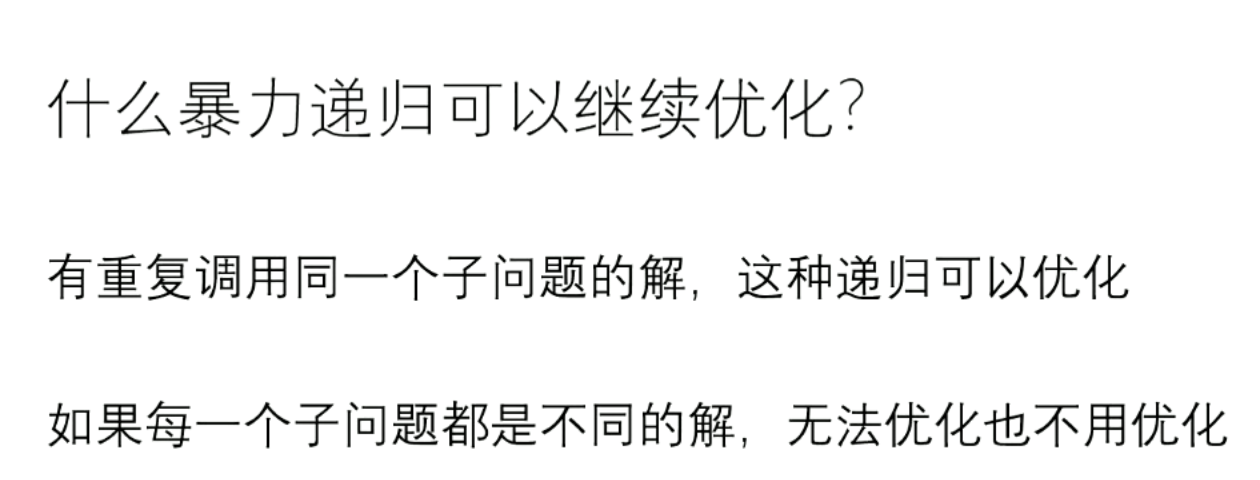 什么暴力递归可以继续优化?
有重复调用同一个子问题的解，这种递归可以优化
如果每一个子问题都是不同的解，无法优化也不用优化